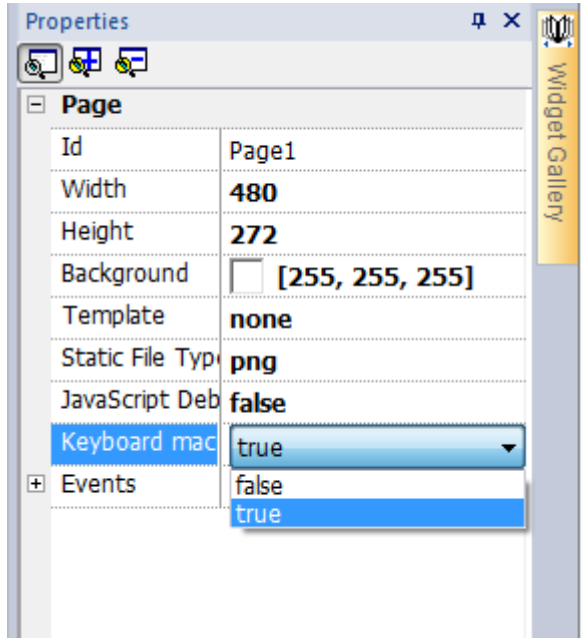 Properties
Page
Id Page1
Width 480
Height 272
Background [255, 255, 255]
Template none
Static File Typ png
JavaScript Deb false
Keyboard mac true
Events false
true
Widget Gallery